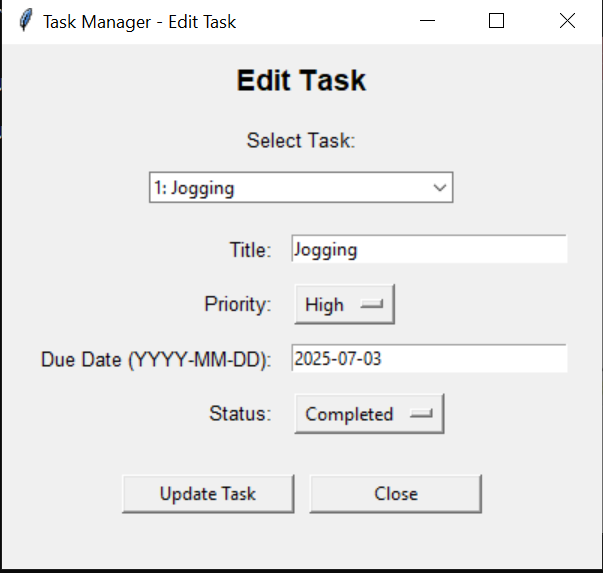 Task Manager - Edit Task
Edit Task
Select Task:
1: Jogging
Title: Jogging
Priority: High
Due Date (YYYY-MM-DD): 2025-07-03
Status: Completed
Update Task Close